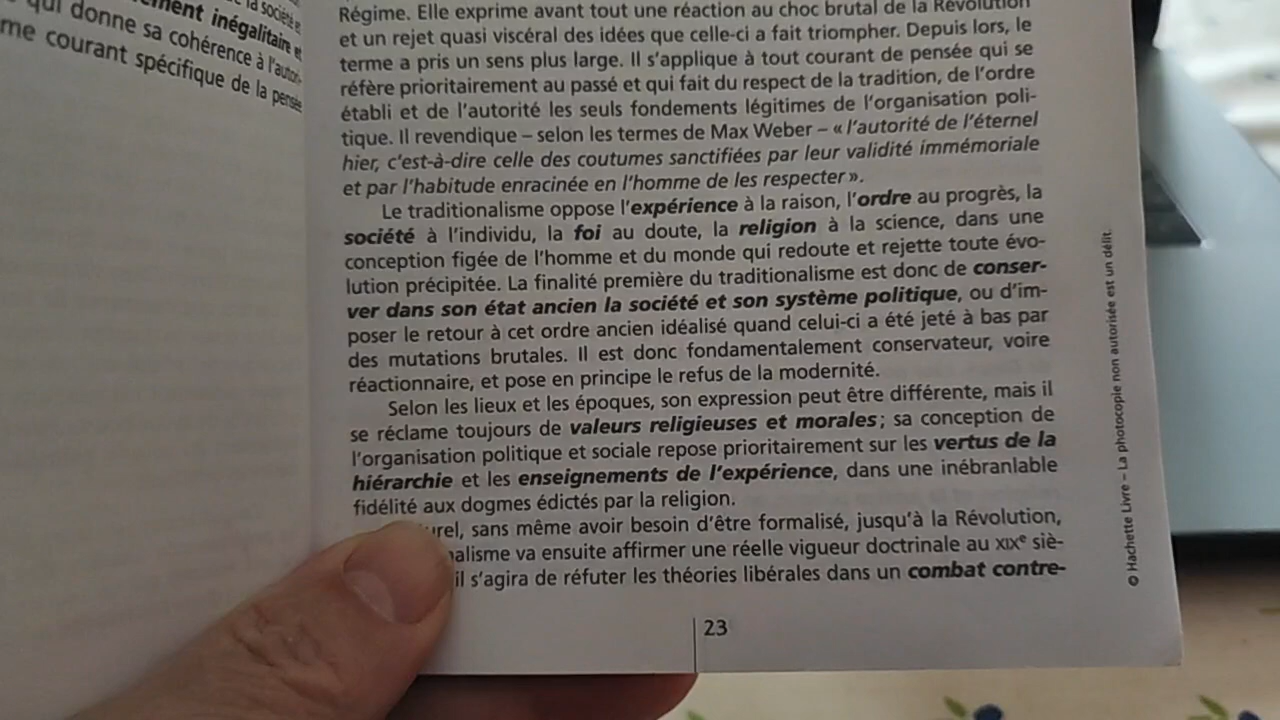 la société et
qui donne sa cohérence à l'autori-
inégalitaire et
me courant spécifique de la pensée
Régime. Elle exprime avant tout une réaction au choc brutal de la Révolution
et un rejet quasi viscéral des idées que celle-ci a fait triompher. Depuis lors, le
terme a pris un sens plus large. Il s'applique à tout courant de pensée qui se
réfère prioritairement au passé et qui fait du respect de la tradition, de l'ordre
établi et de l'autorité les seuls fondements légitimes de l'organisation poli-
tique. Il revendique – selon les termes de Max Weber – « l'autorité de l'éternel
hier, c'est-à-dire celle des coutumes sanctifiées par leur validité immémoriale
et par l'habitude enracinée en l'homme de les respecter ».
Le traditionalisme oppose l'expérience à la raison, l'ordre au progrès, la
société à l'individu, la foi au doute, la religion à la science, dans une
conception figée de l'homme et du monde qui redoute et rejette toute évo-
lution précipitée. La finalité première du traditionalisme est donc de conser-
ver dans son état ancien la société et son système politique, ou d'im-
poser le retour à cet ordre ancien idéalisé quand celui-ci a été jeté à bas par
des mutations brutales. Il est donc fondamentalement conservateur, voire
réactionnaire, et pose en principe le refus de la modernité.
Selon les lieux et les époques, son expression peut être différente, mais il
se réclame toujours de valeurs religieuses et morales ; sa conception de
l'organisation politique et sociale repose prioritairement sur les vertus de la
hiérarchie et les enseignements de l'expérience, dans une inébranlable
fidélité aux dogmes édictés par la religion.
urel, sans même avoir besoin d'être formalisé, jusqu'à la Révolution,
nalisme va ensuite affirmer une réelle vigueur doctrinale au XIXe siè-
il s'agira de réfuter les théories libérales dans un combat contre-
23
© Hachette Livre – La photocopie non autorisée est un délit.